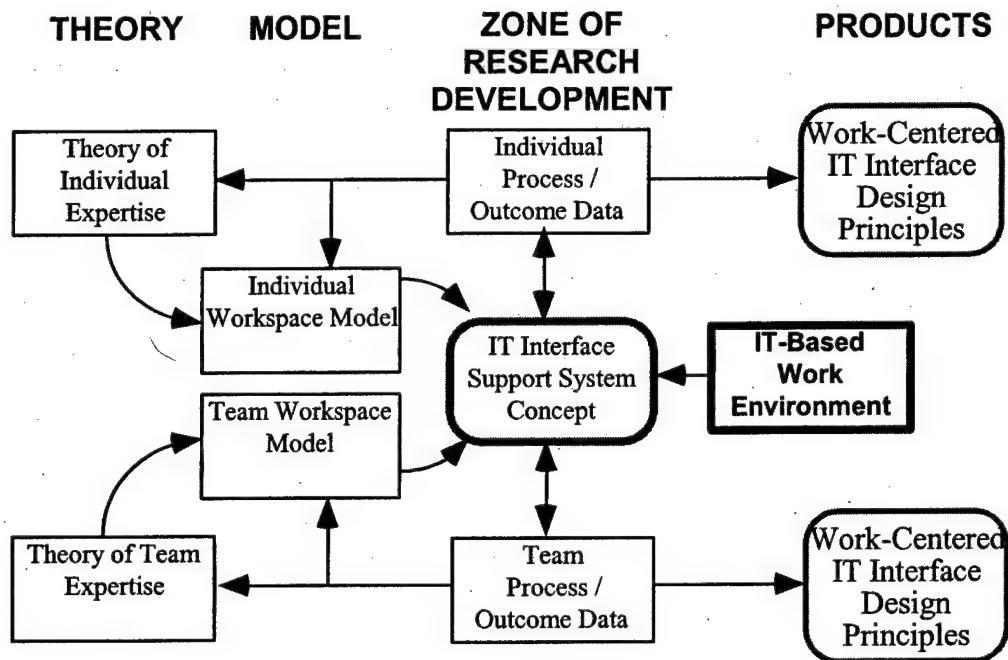 THEORY
MODEL
ZONE OF
RESEARCH
DEVELOPMENT
PRODUCTS
Theory of
Individual
Expertise
Individual
Process /
Outcome Data
Work-Centered
IT Interface
Design
Principles
Individual
Workspace Model
IT Interface
Support System
Concept
IT-Based
Work
Environment
Team Workspace
Model
Theory of Team
Expertise
Team
Process /
Outcome Data
Work-Centered
IT Interface
Design
Principles